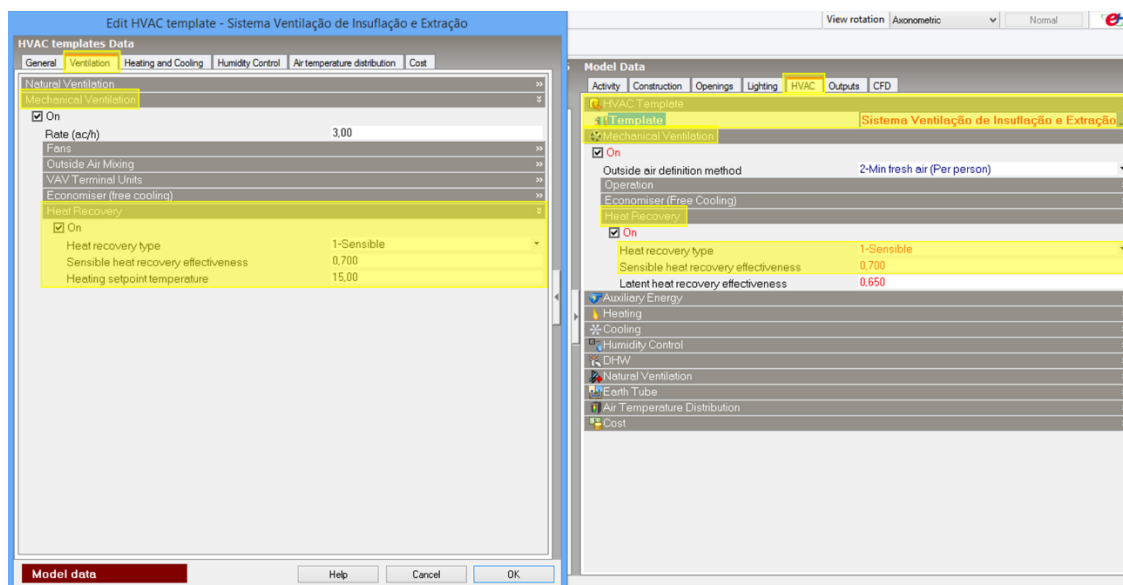 Edit HVAC template - Sistema Ventilação de Insuflação e Extração
HVAC templates Data
General Ventilation Heating and Cooling Humidity Control Air temperature distribution Cost
Natural Ventilation »
Mechanical Ventilation
On
Rate (ac/h) 3,00
Fans »
Outside Air Mixing »
VAV Terminal Units »
Economiser (free cooling) »
Heat Recovery
On
Heat recovery type 1-Sensible
Sensible heat recovery effectiveness 0,700
Heating setpoint temperature 15,00
Model data
Help Cancel OK
View rotation Axonometric Normal e
Model Data
Activity Construction Openings Lighting HVAC Outputs CFD
HVAC Template
Template Sistema Ventilação de Insuflação e Extração
Mechanical Ventilation
On
Outside air definition method 2-Min fresh air (Per person)
Operation
Economiser (Free Cooling)
Heat Recovery
On
Heat recovery type 1-Sensible
Sensible heat recovery effectiveness 0,700
Latent heat recovery effectiveness 0,650
Auxiliary Energy
Heating
Cooling
Humidity Control
DHW
Natural Ventilation
Earth Tube
Air Temperature Distribution
Cost